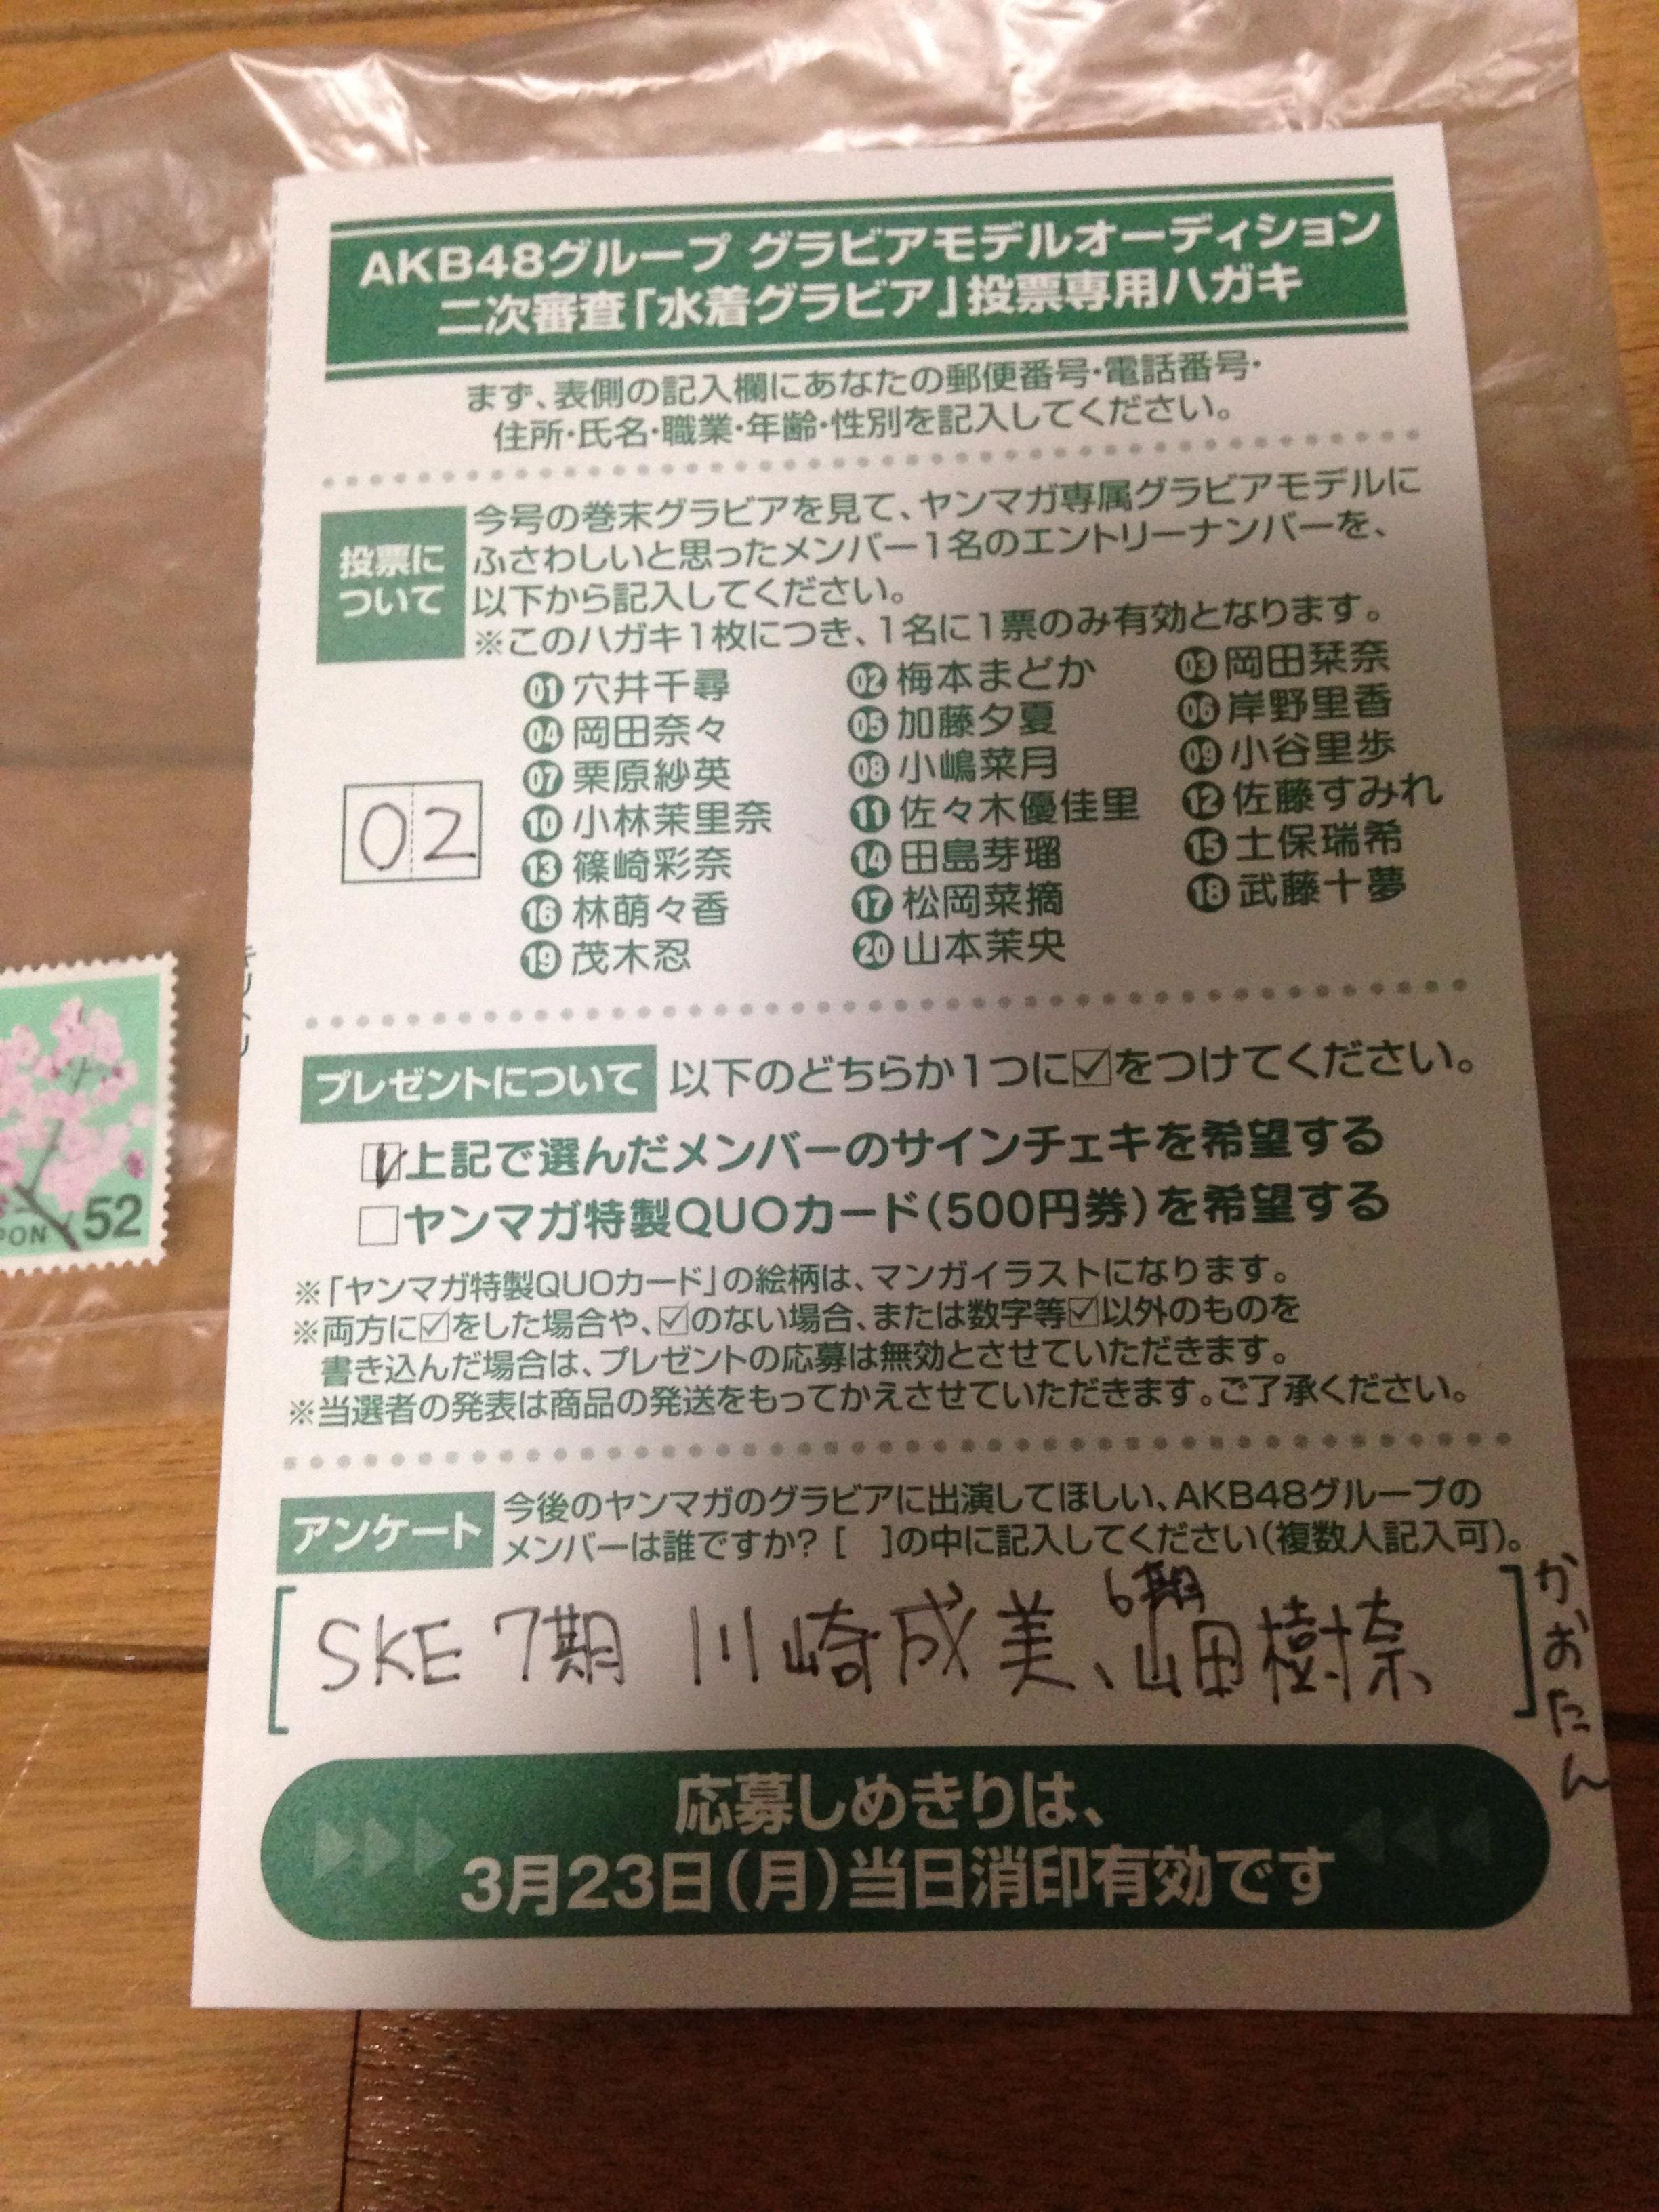 AKB48グループ グラビアモデルオーディション
二次審査「水着グラビア」投票専用ハガキ
まず、表側の記入欄にあなたの郵便番号・電話番号・
住所・氏名・職業・年齢・性別を記入してください。
投票に
ついて
今号の巻末グラビアを見て、ヤンマガ専属グラビアモデルに
ふさわしいと思ったメンバー1名のエントリーナンバーを、
以下から記入してください。
※このハガキ1枚につき、1名に1票のみ有効となります。
01 穴井千尋 02 梅本まどか 03 岡田栞奈
04 岡田奈々 05 加藤夕夏 06 岸野里香
07 栗原紗英 08 小嶋菜月 09 小谷里歩
10 小林茉里奈 11 佐々木優佳里 12 佐藤すみれ
13 篠崎彩奈 14 田島芽瑠 15 土保瑞希
16 林萌々香 17 松岡菜摘 18 武藤十夢
19 茂木忍 20 山本茉央
02
プレゼントについて 以下のどちらか1つに☑をつけてください。
☑上記で選んだメンバーのサインチェキを希望する
□ヤンマガ特製QUOカード(500円券)を希望する
※「ヤンマガ特製QUOカード」の絵柄は、マンガイラストになります。
※両方に☑をした場合や、☑のない場合、または数字等☑以外のものを
書き込んだ場合は、プレゼントの応募は無効とさせていただきます。
※当選者の発表は商品の発送をもってかえさせていただきます。ご了承ください。
アンケート
今後のヤンマガのグラビアに出演してほしい、AKB48グループの
メンバーは誰ですか? [ ]の中に記入してください(複数人記入可)。
6期
[SKE 7期 川崎成美、山田樹奈、]
かおたん
応募しめきりは、
3月23日(月)当日消印有効です
PON 52